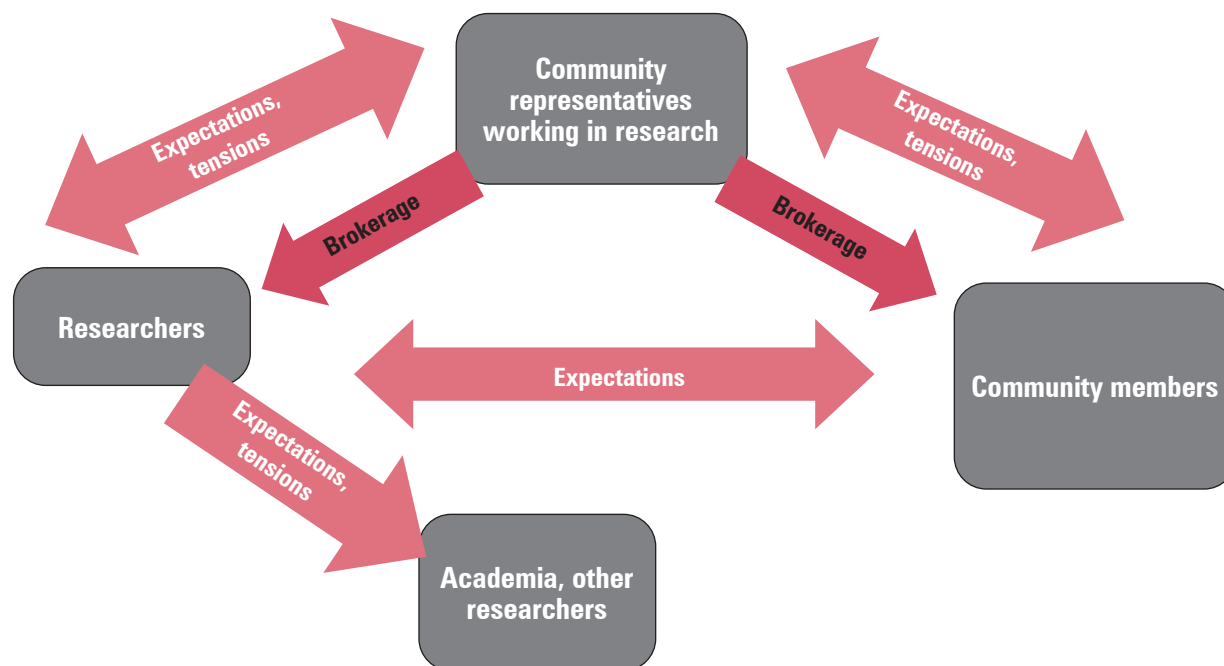 Community
representatives
working in research
Expectations,
tensions
Expectations,
tensions
Brokerage
Brokerage
Researchers
Expectations
Community members
Expectations,
tensions
Academia, other
researchers